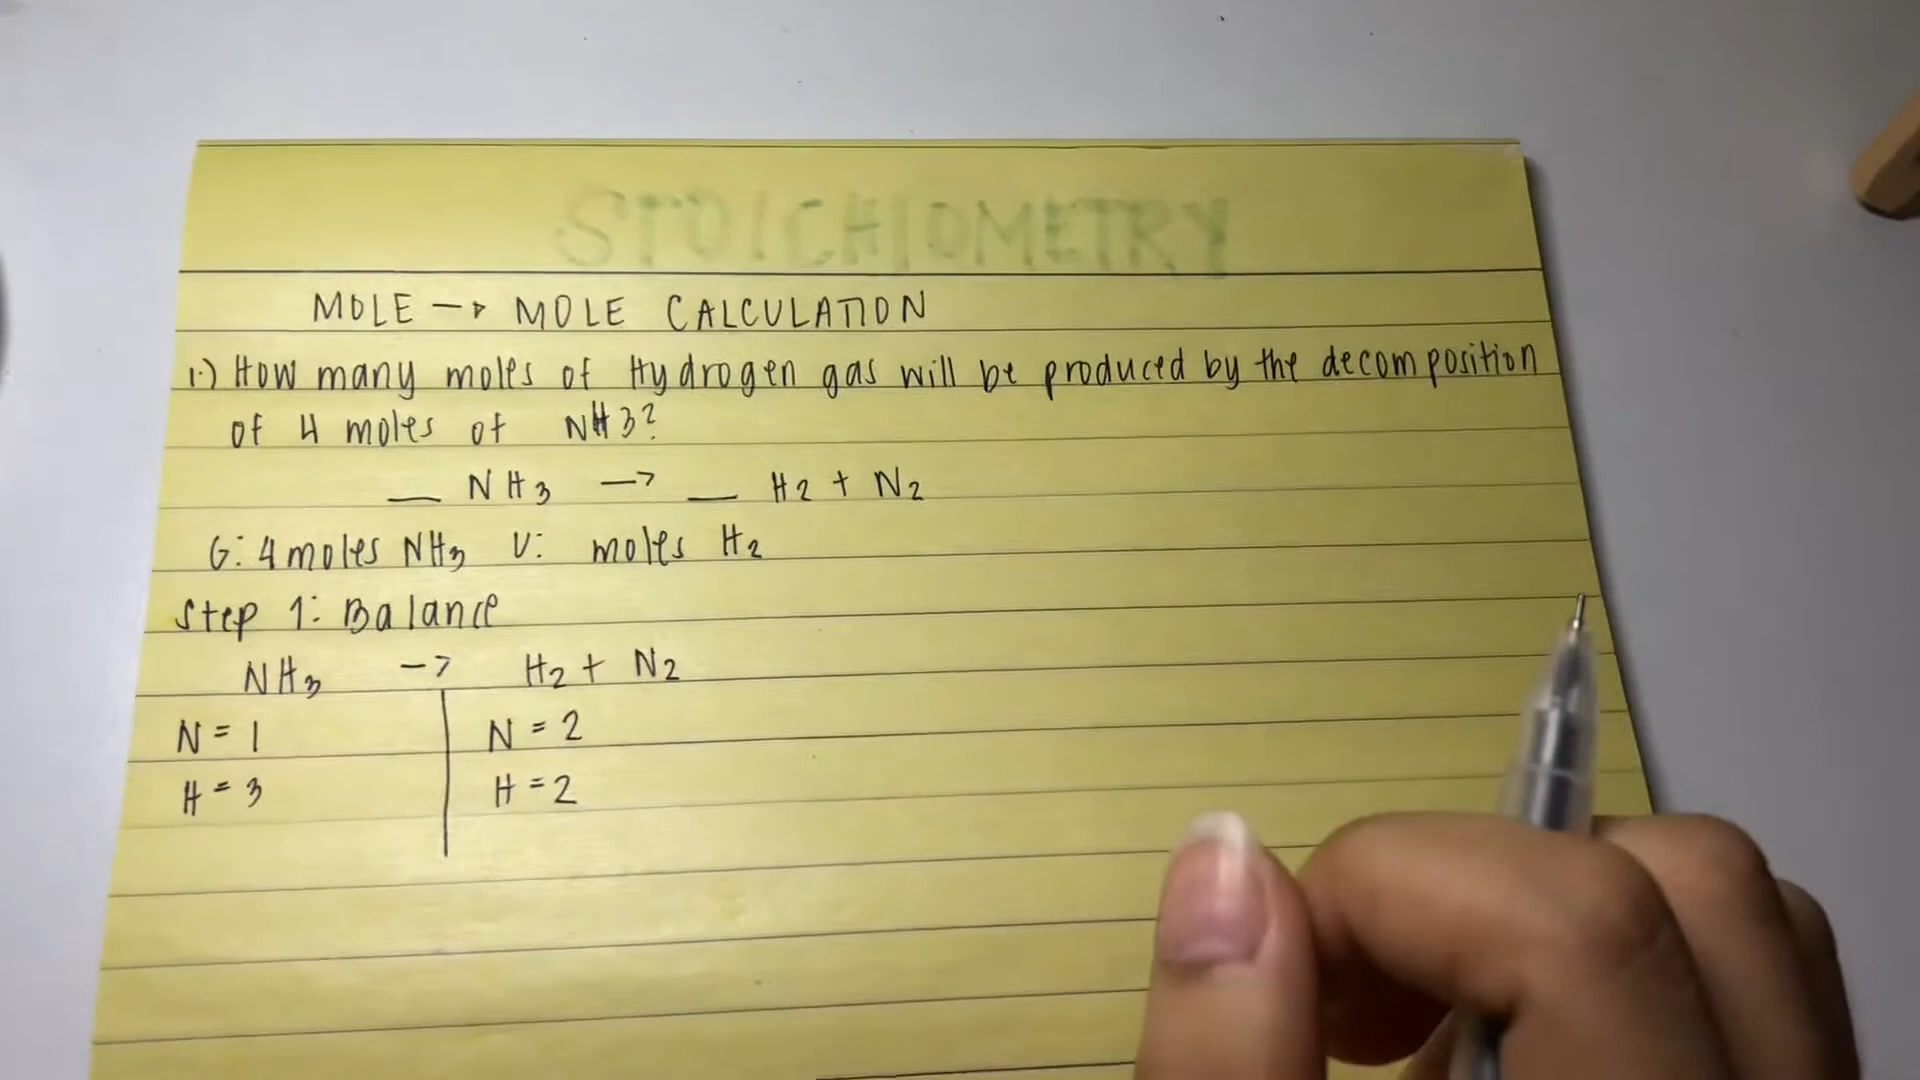 STOICHIOMETRY
MOLE → MOLE CALCULATION
1.) How many moles of Hydrogen gas will be produced by the decomposition
of 4 moles of NH3?
__ NH3 → __ H2 + N2
G: 4 moles NH3 U: moles H2
Step 1: Balance
NH3 → H2 + N2
N = 1 N = 2
H = 3 H = 2